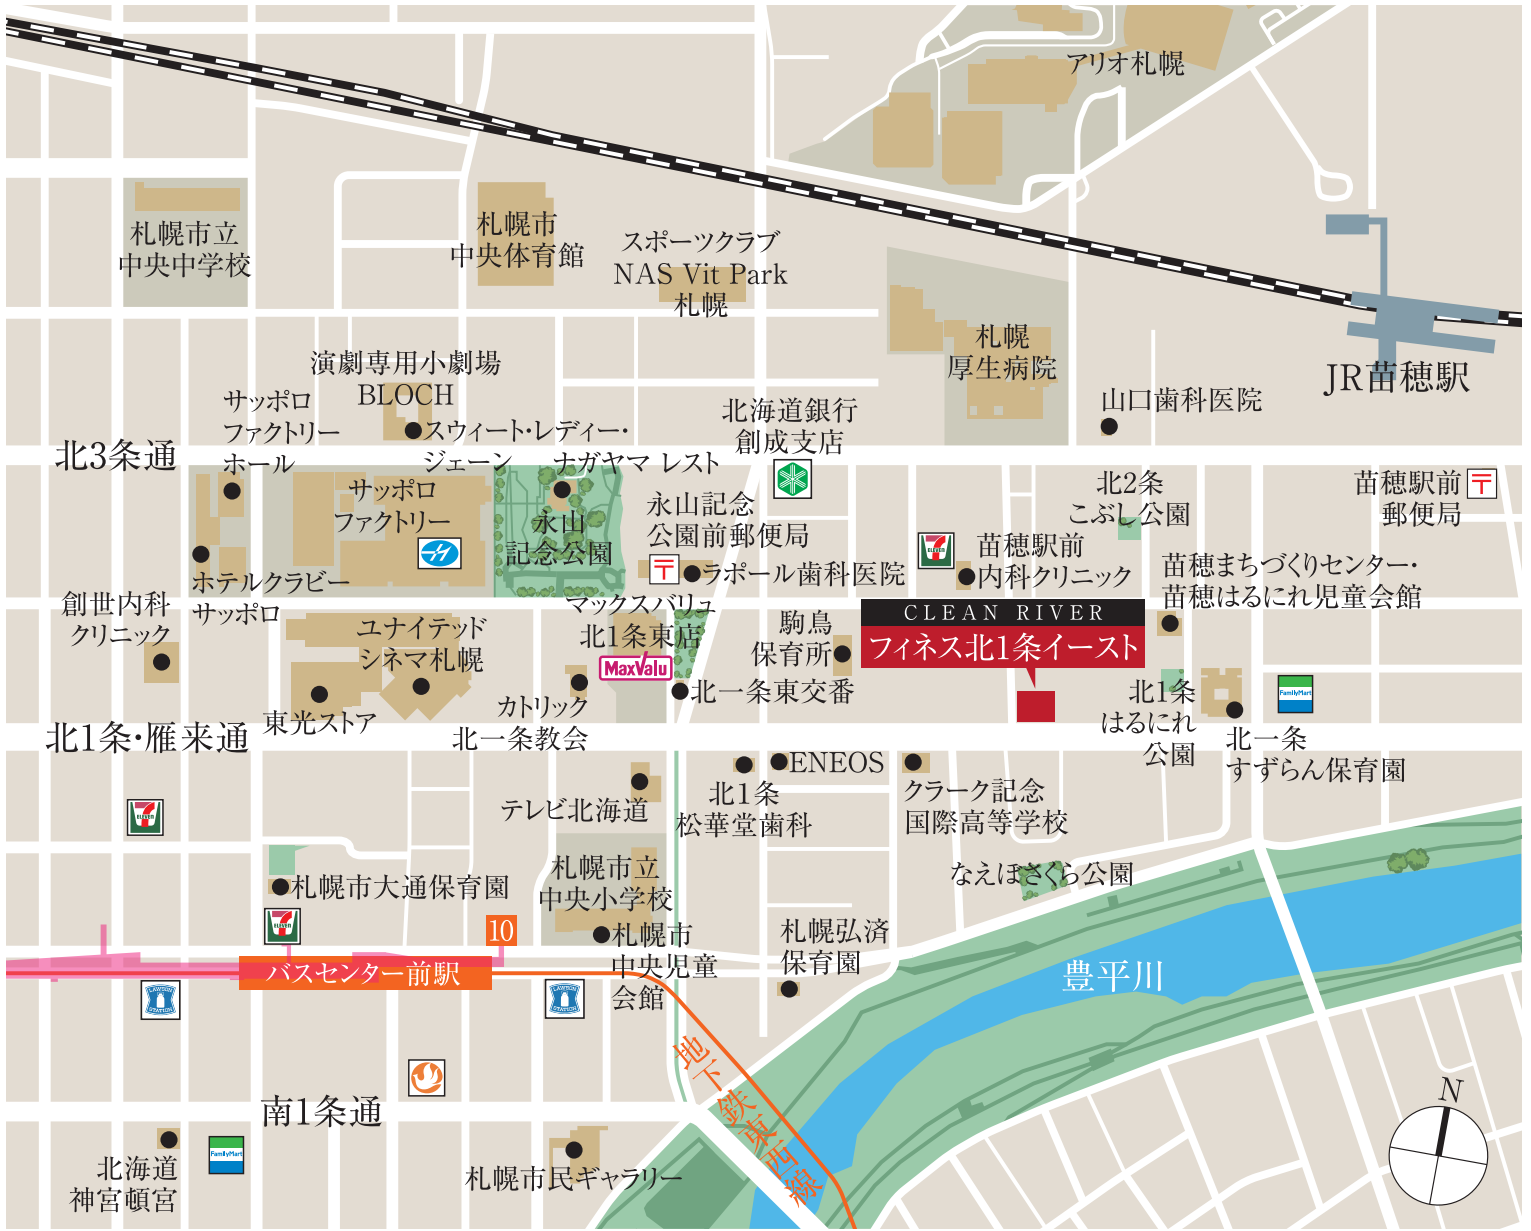 アリオ札幌
札幌市立
中央中学校
札幌市
中央体育館
スポーツクラブ
NAS Vit Park
札幌
札幌
厚生病院
JR苗穂駅
演劇専用小劇場
BLOCH
サッポロ
ファクトリー
ホール
スウィート・レディー・
ジェーン
ナガヤマ レスト
北海道銀行
創成支店
山口歯科医院
北3条通
サッポロ
ファクトリー
永山
記念公園
永山記念
公園前郵便局
ラポール歯科医院
ELEVEN
苗穂駅前
内科クリニック
北2条
こぶし公園
苗穂駅前
郵便局
苗穂まちづくりセンター・
苗穂はるにれ児童会館
ホテルクラビー
サッポロ
創世内科
クリニック
ユナイテッド
シネマ札幌
東光ストア
マックスバリュ
北1条東店
MaxValu
北一条東交番
カトリック
北一条教会
駒鳥
保育所
CLEAN RIVER
フィネス北1条イースト
北1条
はるにれ
公園
FamilyMart
北一条
すずらん保育園
北1条・雁来通
テレビ北海道
北1条
松華堂歯科
ENEOS
クラーク記念
国際高等学校
ELEVEN
札幌市大通保育園
ELEVEN
札幌市立
中央小学校
札幌市
中央児童
会館
札幌弘済
保育園
なえぼさくら公園
豊平川
10
バスセンター前駅
LAWSON
STATION
LAWSON
STATION
地下鉄東西線
南1条通
北海道
神宮頓宮
FamilyMart
札幌市民ギャラリー
N